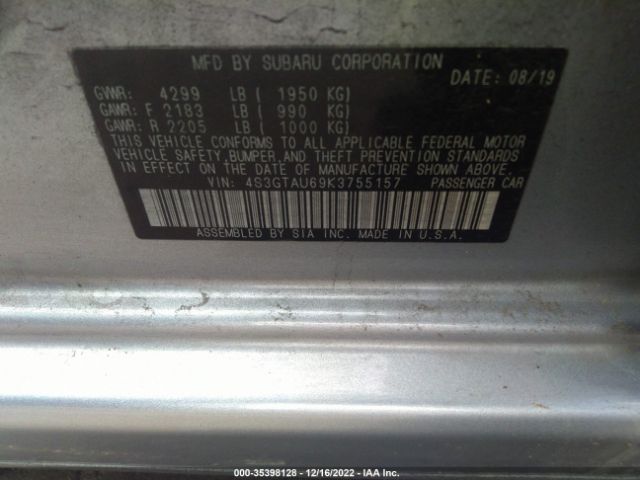 MFD BY SUBARU CORPORATION
DATE: 08/19
GVWR: 4299 LB ( 1950 KG)
GAWR: F 2183 LB ( 990 KG)
GAWR: R 2205 LB ( 1000 KG)
THIS VEHICLE CONFORMS TO ALL APPLICABLE FEDERAL MOTOR
VEHICLE SAFETY, BUMPER, AND THEFT PREVENTION STANDARDS
IN EFFECT ON THE DATE OF MANUFACTURE SHOWN ABOVE.
VIN: 4S3GTAU69K3755157 PASSENGER CAR
ASSEMBLED BY SIA INC. MADE IN U.S.A.
000-35398128 - 12/16/2022 - IAA Inc.